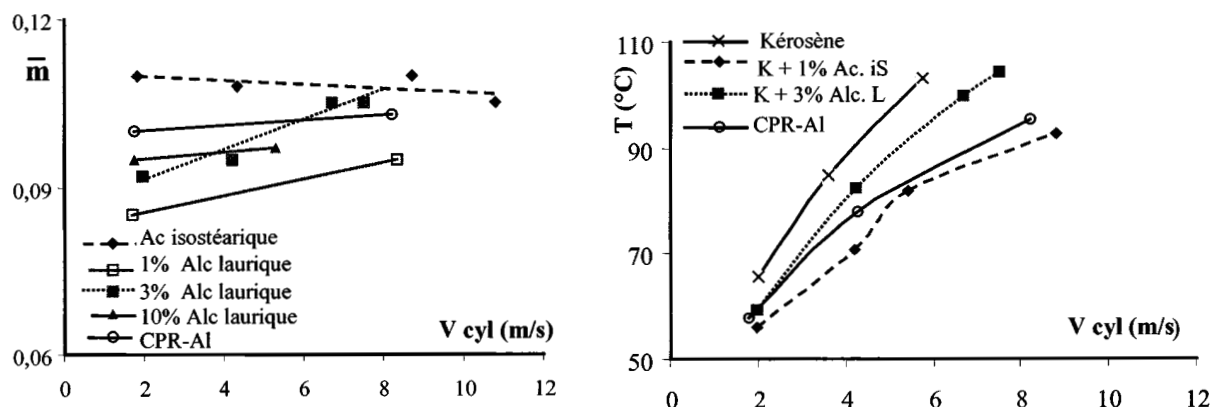 0,12
m̅
0,09
Ac isostéarique
1% Alc laurique
3% Alc laurique
10% Alc laurique
CPR-Al
V cyl (m/s)
0,06
0 2 4 6 8 10 12
110
T (°C)
Kérosène
K + 1% Ac. iS
K + 3% Alc. L
CPR-Al
90
70
V cyl (m/s)
50
0 2 4 6 8 10 12